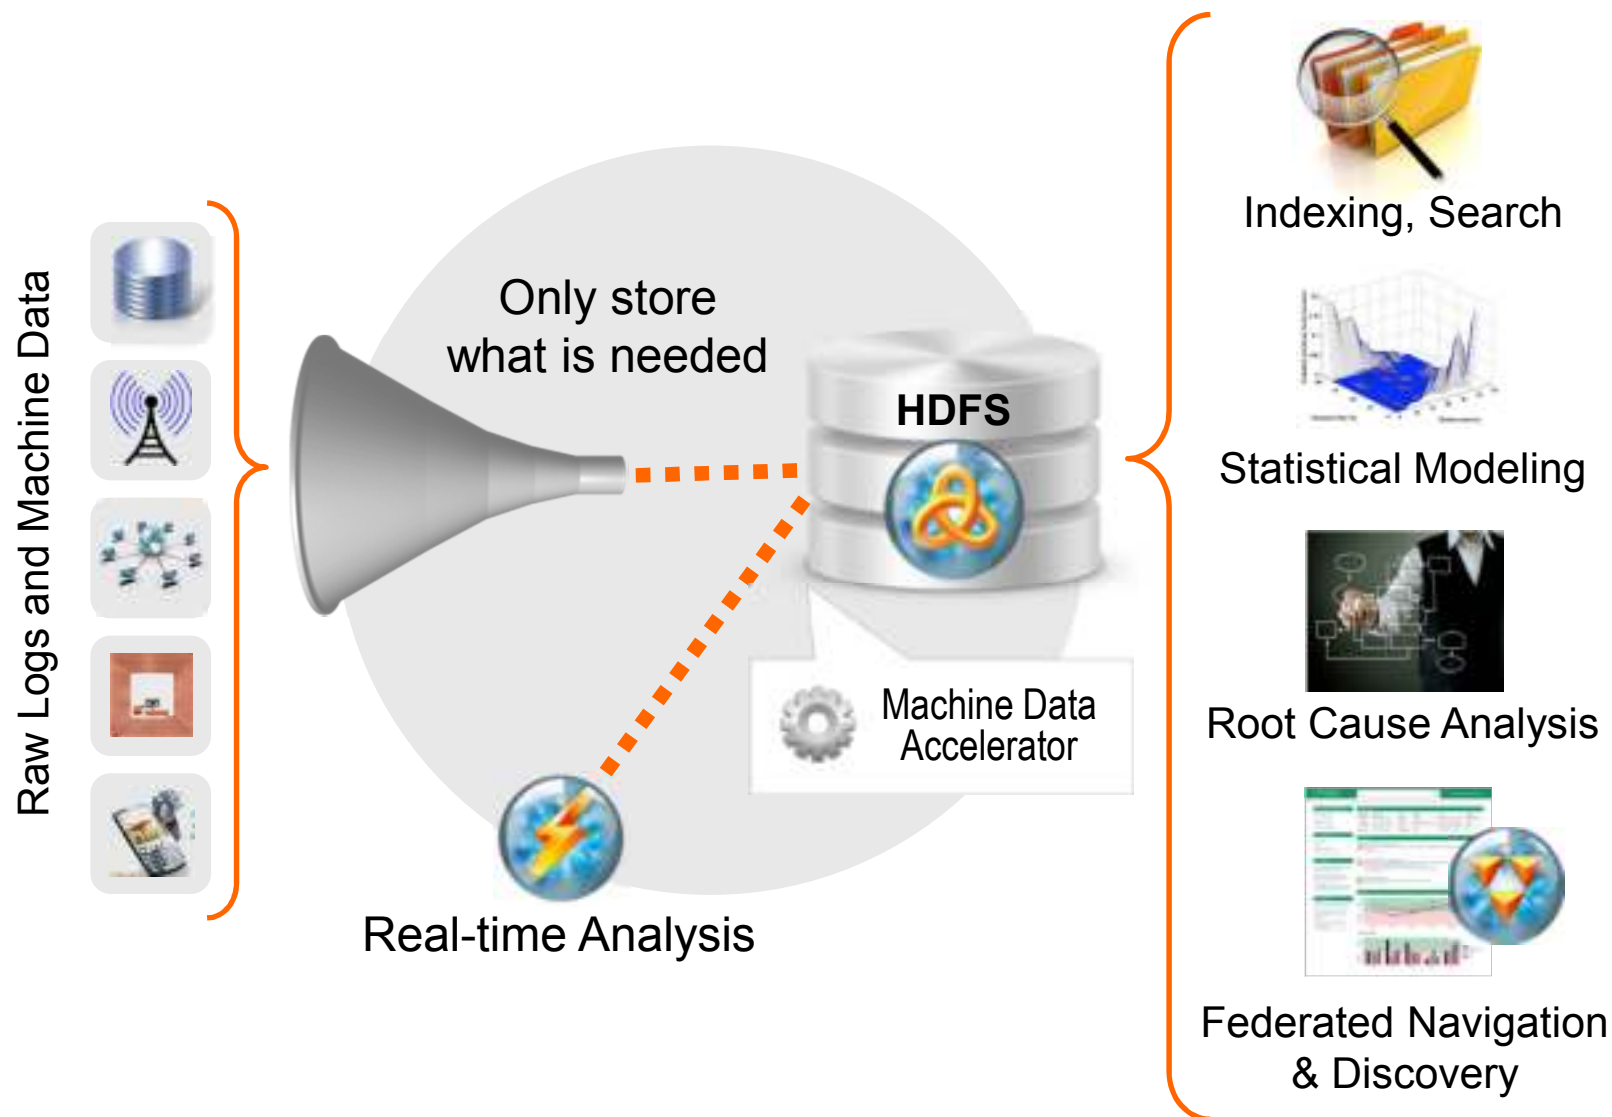 Raw Logs and Machine Data
Only store
what is needed
HDFS
Machine Data
Accelerator
Real-time Analysis
Indexing, Search
Statistical Modeling
Root Cause Analysis
Federated Navigation
& Discovery